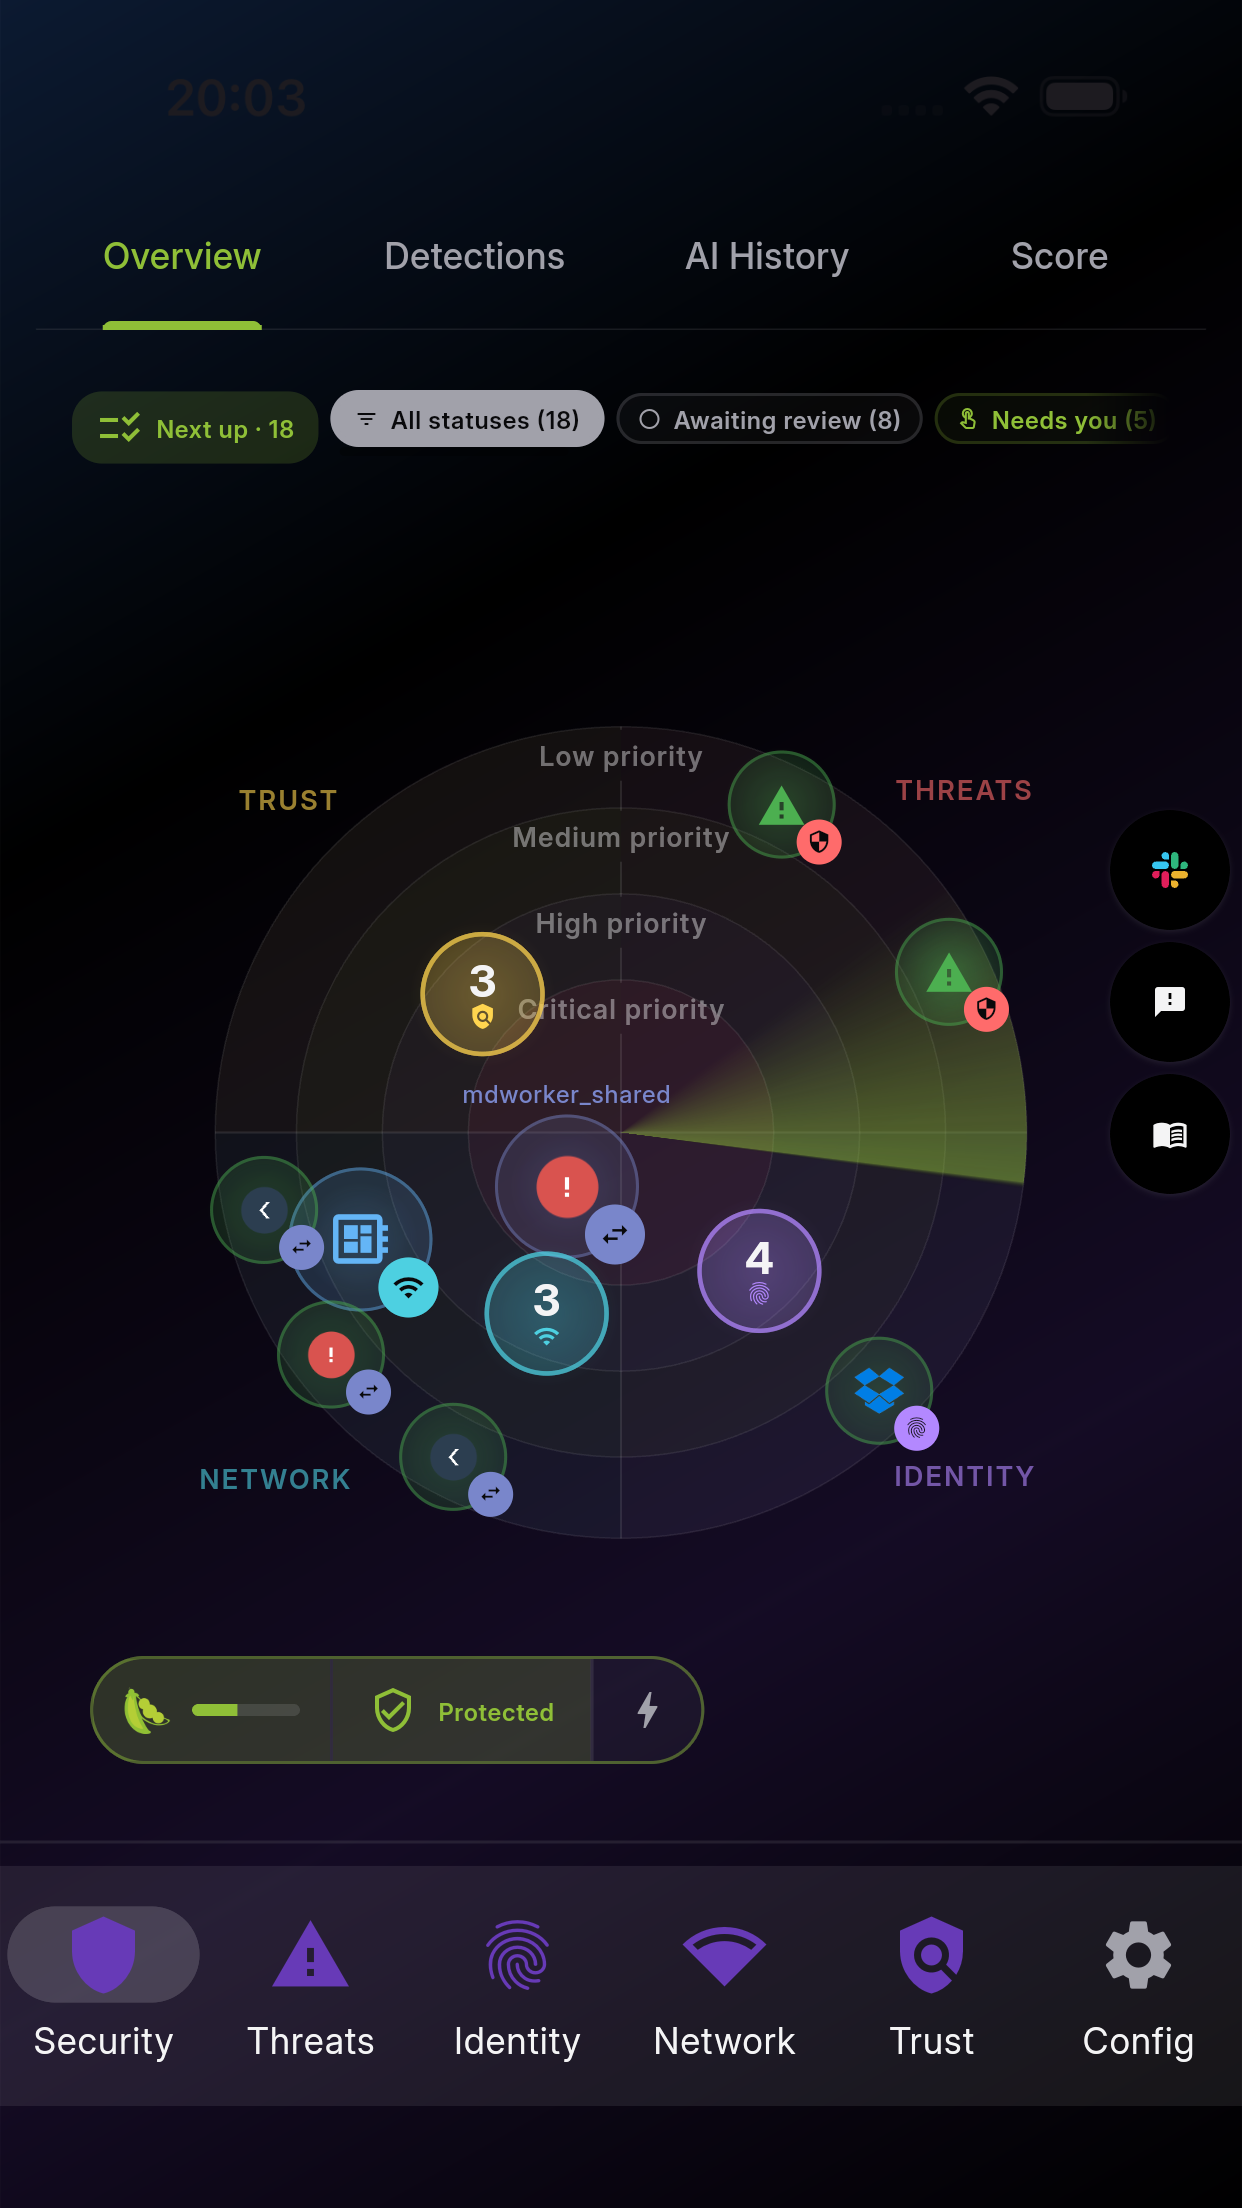 20:03
Overview
Detections
AI History
Score
Next up · 18
All statuses (18)
Awaiting review (8)
Needs you (5)
Low priority
TRUST
THREATS
Medium priority
High priority
3
Critical priority
mdworker_shared
4
3
NETWORK
IDENTITY
Protected
Security
Threats
Identity
Network
Trust
Config